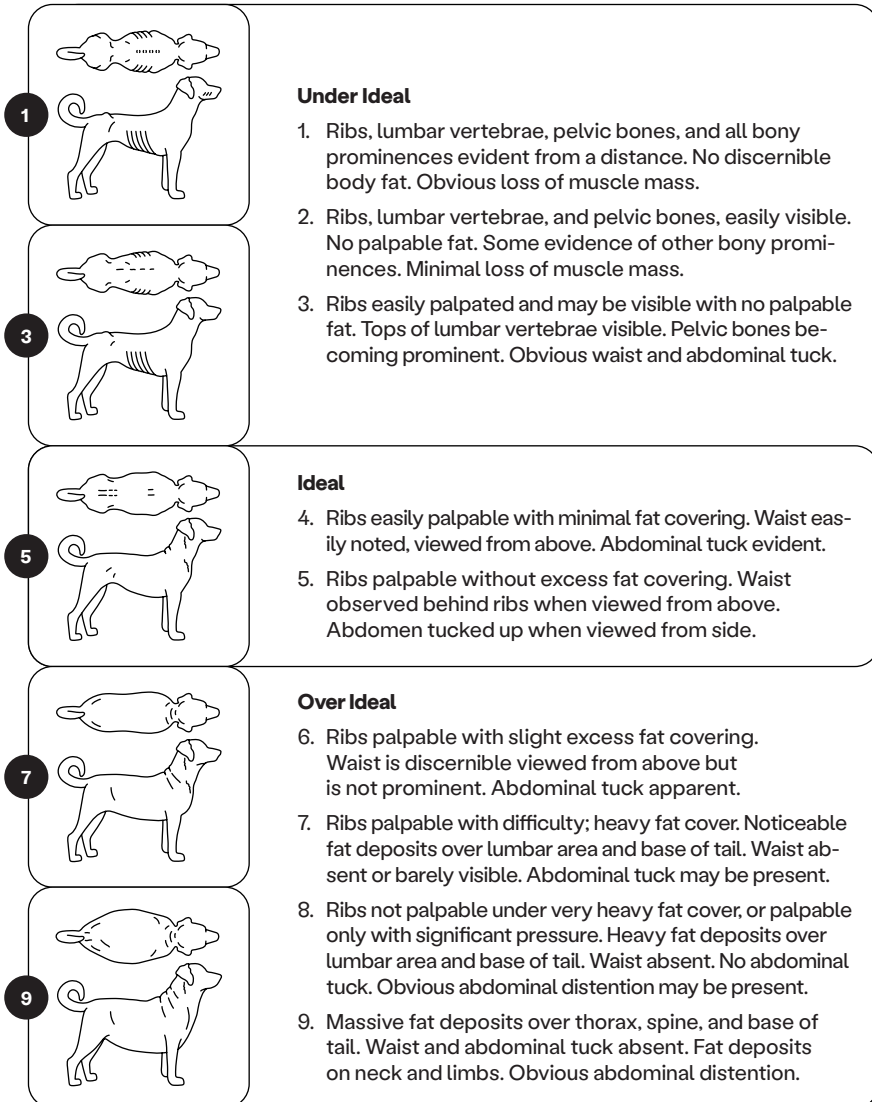 1
Under Ideal
1. Ribs, lumbar vertebrae, pelvic bones, and all bony
prominences evident from a distance. No discernible
body fat. Obvious loss of muscle mass.
2. Ribs, lumbar vertebrae, and pelvic bones, easily visible.
No palpable fat. Some evidence of other bony promi-
nences. Minimal loss of muscle mass.
3
3. Ribs easily palpated and may be visible with no palpable
fat. Tops of lumbar vertebrae visible. Pelvic bones be-
coming prominent. Obvious waist and abdominal tuck.
5
Ideal
4. Ribs easily palpable with minimal fat covering. Waist eas-
ily noted, viewed from above. Abdominal tuck evident.
5. Ribs palpable without excess fat covering. Waist
observed behind ribs when viewed from above.
Abdomen tucked up when viewed from side.
7
Over Ideal
6. Ribs palpable with slight excess fat covering.
Waist is discernible viewed from above but
is not prominent. Abdominal tuck apparent.
7. Ribs palpable with difficulty; heavy fat cover. Noticeable
fat deposits over lumbar area and base of tail. Waist ab-
sent or barely visible. Abdominal tuck may be present.
8. Ribs not palpable under very heavy fat cover, or palpable
only with significant pressure. Heavy fat deposits over
lumbar area and base of tail. Waist absent. No abdominal
tuck. Obvious abdominal distention may be present.
9
9. Massive fat deposits over thorax, spine, and base of
tail. Waist and abdominal tuck absent. Fat deposits
on neck and limbs. Obvious abdominal distention.